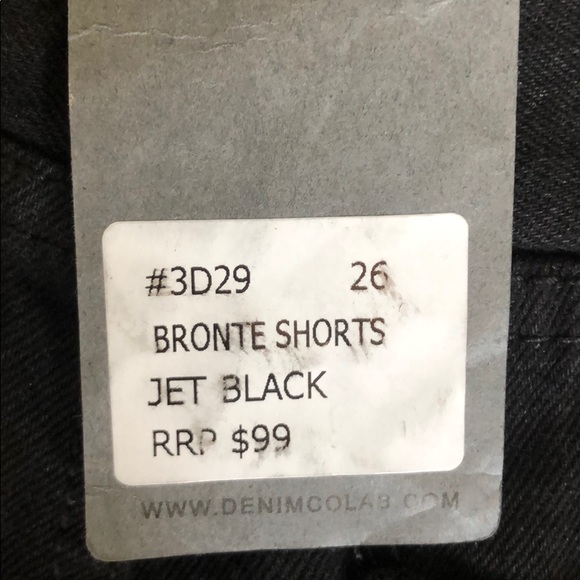 #3D29 26
BRONTE SHORTS
JET BLACK
RRP $99
WWW.DENIMCOLAB.COM